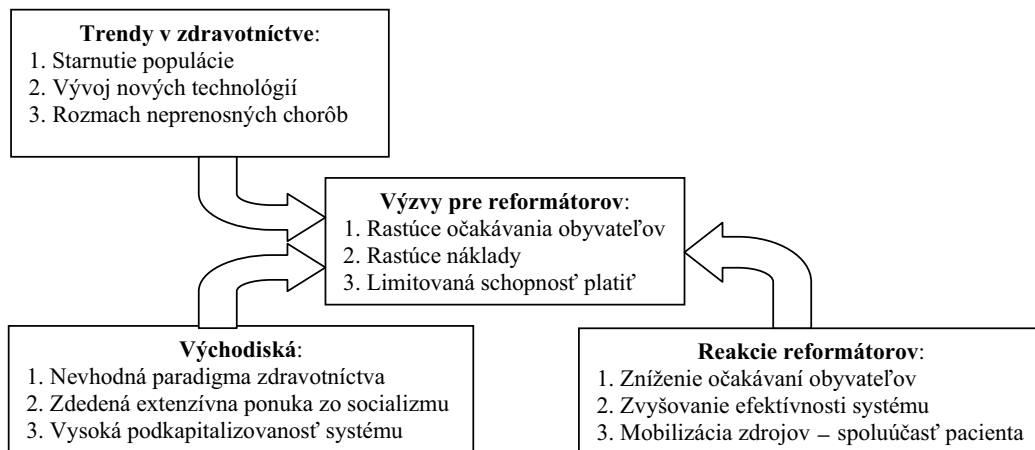 Trendy v zdravotníctve:
1. Starnutie populácie
2. Vývoj nových technológií
3. Rozmach neprenosných chorôb
Výzvy pre reformátorov:
1. Rastúce očakávania obyvateľov
2. Rastúce náklady
3. Limitovaná schopnosť platiť
Východiská:
1. Nevhodná paradigma zdravotníctva
2. Zdedená extenzívna ponuka zo socializmu
3. Vysoká podkapitalizovanosť systému
Reakcie reformátorov:
1. Zníženie očakávaní obyvateľov
2. Zvyšovanie efektívnosti systému
3. Mobilizácia zdrojov – spoluúčasť pacienta